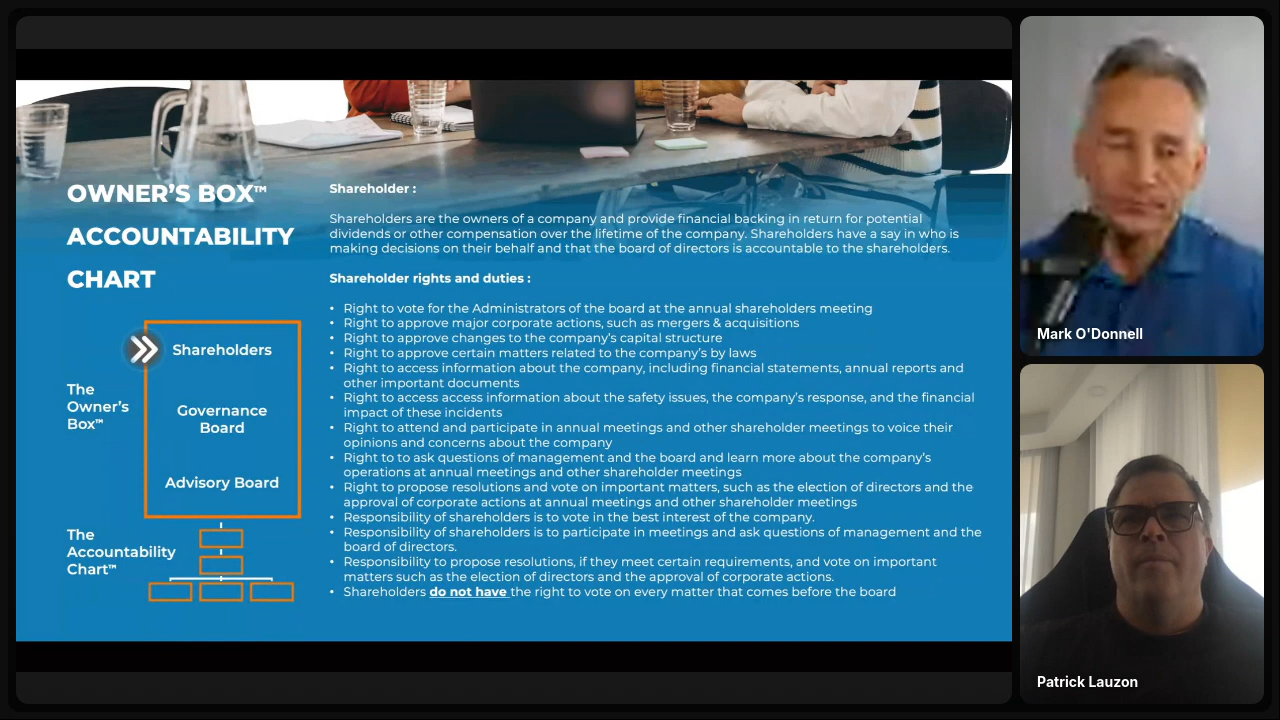 OWNER'S BOX™
ACCOUNTABILITY
CHART
Shareholders
The
Owner's
Box™
Governance
Board
Advisory Board
The
Accountability
Chart™
Shareholder :
Shareholders are the owners of a company and provide financial backing in return for potential
dividends or other compensation over the lifetime of the company. Shareholders have a say in who is
making decisions on their behalf and that the board of directors is accountable to the shareholders.
Shareholder rights and duties :
• Right to vote for the Administrators of the board at the annual shareholders meeting
• Right to approve major corporate actions, such as mergers & acquisitions
• Right to approve changes to the company's capital structure
• Right to approve certain matters related to the company's by laws
• Right to access information about the company, including financial statements, annual reports and
other important documents
• Right to access access information about the safety issues, the company's response, and the financial
impact of these incidents
• Right to attend and participate in annual meetings and other shareholder meetings to voice their
opinions and concerns about the company
• Right to to ask questions of management and the board and learn more about the company's
operations at annual meetings and other shareholder meetings
• Right to propose resolutions and vote on important matters, such as the election of directors and the
approval of corporate actions at annual meetings and other shareholder meetings
• Responsibility of shareholders is to vote in the best interest of the company.
• Responsibility of shareholders is to participate in meetings and ask questions of management and the
board of directors.
• Responsibility to propose resolutions, if they meet certain requirements, and vote on important
matters such as the election of directors and the approval of corporate actions.
• Shareholders do not have the right to vote on every matter that comes before the board
Mark O'Donnell
Patrick Lauzon